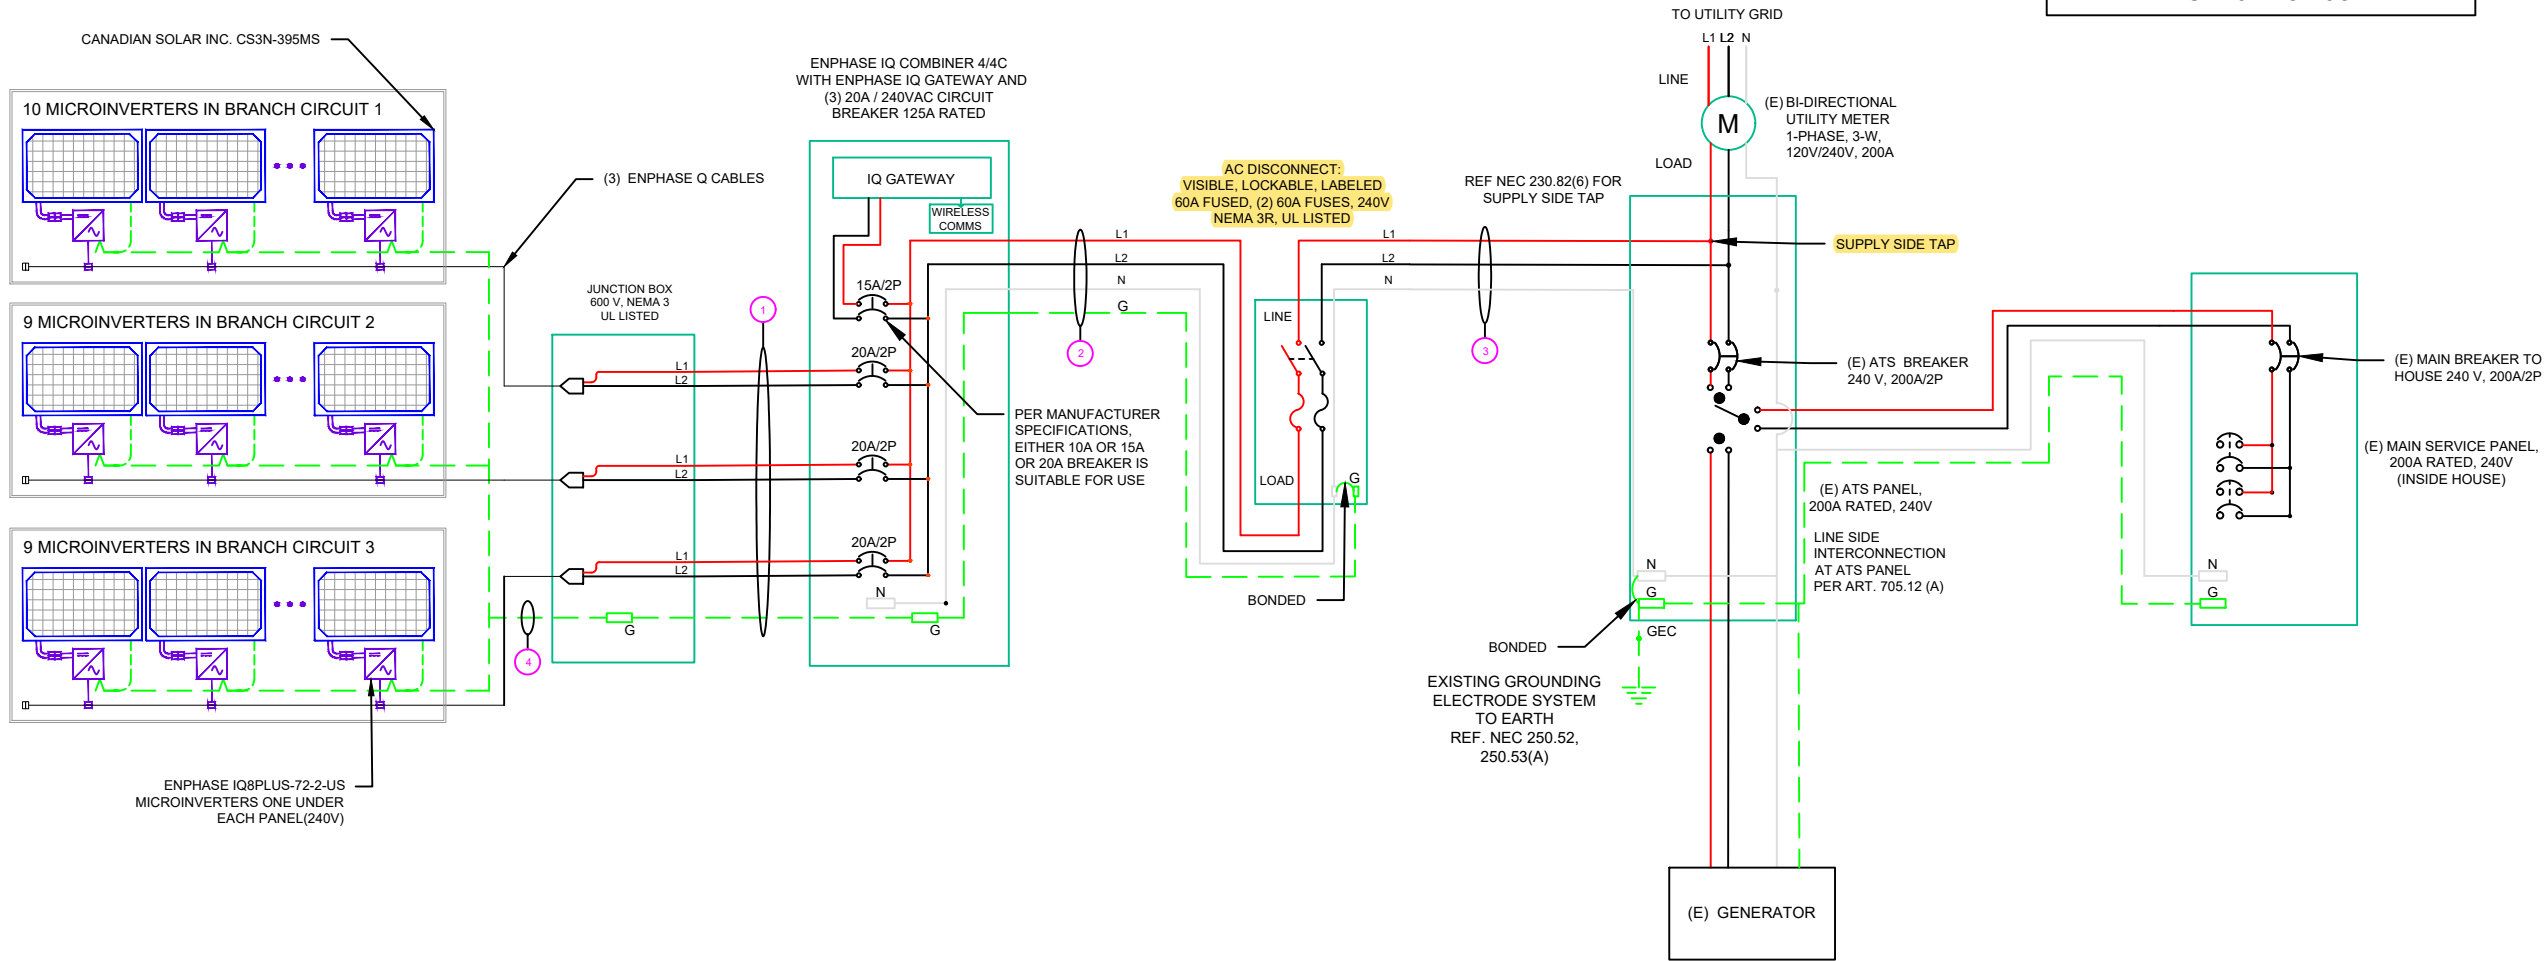 CANADIAN SOLAR INC. CS3N-395MS
10 MICROINVERTERS IN BRANCH CIRCUIT 1
9 MICROINVERTERS IN BRANCH CIRCUIT 2
9 MICROINVERTERS IN BRANCH CIRCUIT 3
ENPHASE IQ8PLUS-72-2-US
MICROINVERTERS ONE UNDER
EACH PANEL(240V)
(3) ENPHASE Q CABLES
JUNCTION BOX
600 V, NEMA 3
UL LISTED
L1
L2
L1
L2
L1
L2
G
4
1
ENPHASE IQ COMBINER 4/4C
WITH ENPHASE IQ GATEWAY AND
(3) 20A / 240VAC CIRCUIT
BREAKER 125A RATED
IQ GATEWAY
WIRELESS
COMMS
15A/2P
20A/2P
20A/2P
20A/2P
N
G
PER MANUFACTURER
SPECIFICATIONS,
EITHER 10A OR 15A
OR 20A BREAKER IS
SUITABLE FOR USE
L1
L2
N
G
2
AC DISCONNECT:
VISIBLE, LOCKABLE, LABELED
60A FUSED, (2) 60A FUSES, 240V
NEMA 3R, UL LISTED
LINE
LOAD
G
BONDED
L1
L2
N
3
REF NEC 230.82(6) FOR
SUPPLY SIDE TAP
TO UTILITY GRID
L1 L2 N
LINE
M
LOAD
(E) BI-DIRECTIONAL
UTILITY METER
1-PHASE, 3-W,
120V/240V, 200A
SUPPLY SIDE TAP
(E) ATS BREAKER
240 V, 200A/2P
(E) ATS PANEL,
200A RATED, 240V
LINE SIDE
INTERCONNECTION
AT ATS PANEL
PER ART. 705.12 (A)
N
G
GEC
BONDED
EXISTING GROUNDING
ELECTRODE SYSTEM
TO EARTH
REF. NEC 250.52,
250.53(A)
(E) GENERATOR
(E) MAIN BREAKER TO
HOUSE 240 V, 200A/2P
(E) MAIN SERVICE PANEL,
200A RATED, 240V
(INSIDE HOUSE)
N
G